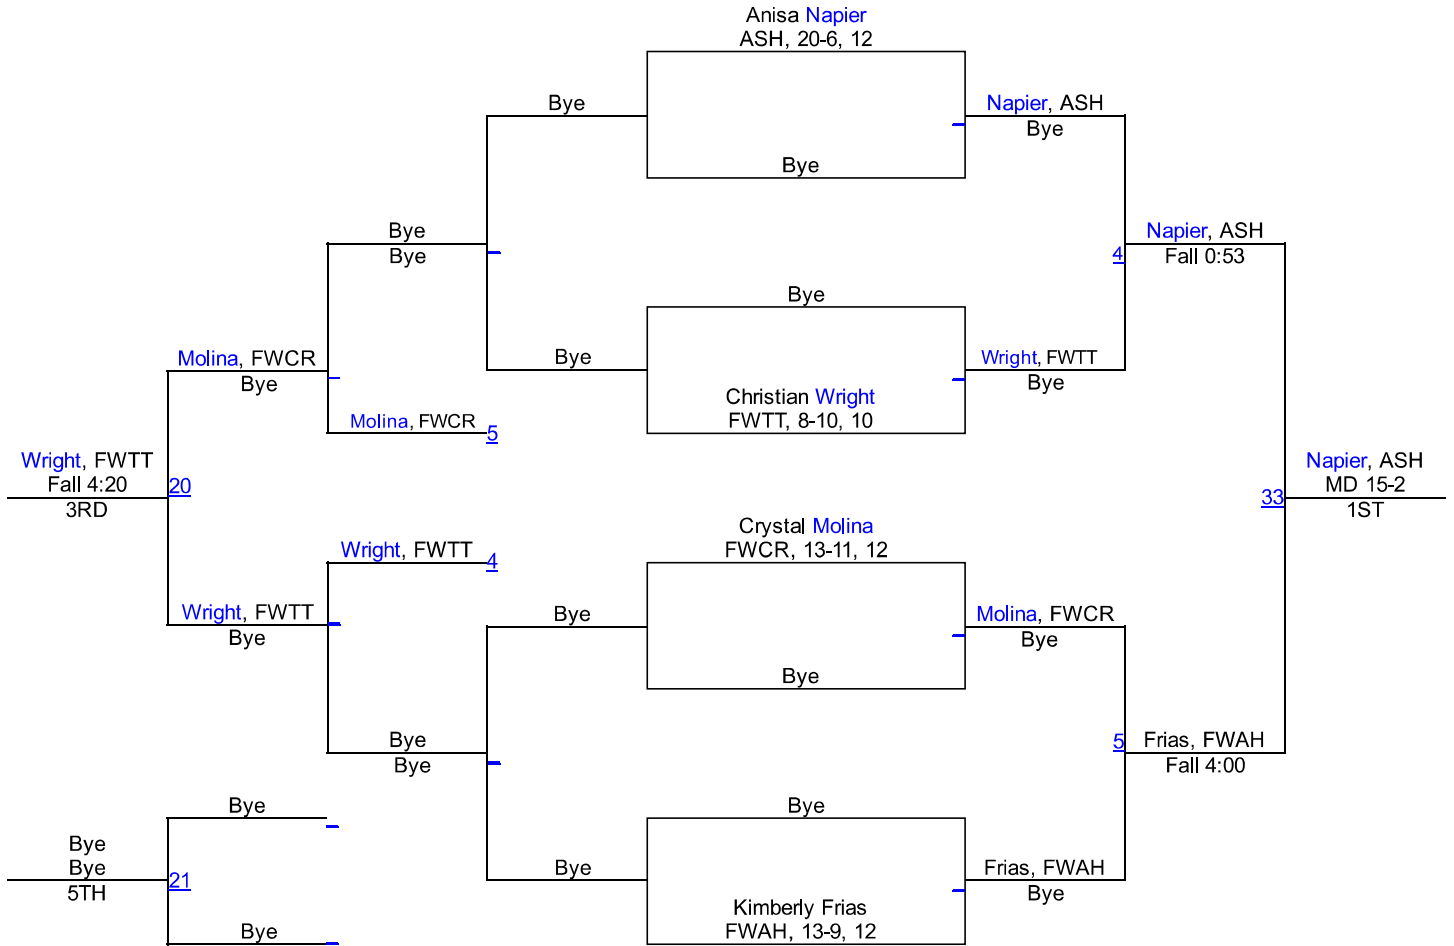 Anisa Napier
ASH, 20-6, 12
Bye
Napier, ASH
Bye
Bye
Bye
Bye
Napier, ASH
4
Fall 0:53
Bye
Bye
Wright, FWTT
Bye
Molina, FWCR
Bye
Christian Wright
FWTT, 8-10, 10
Molina, FWCR
5
Wright, FWTT
Fall 4:20
20
3RD
Napier, ASH
MD 15-2
33
1ST
Crystal Molina
FWCR, 13-11, 12
Wright, FWTT
4
Bye
Molina, FWCR
Bye
Wright, FWTT
Bye
Bye
Bye
Bye
5
Frias, FWAH
Fall 4:00
Bye
Bye
Bye
Bye
21
5TH
Bye
Frias, FWAH
Bye
Kimberly Frias
FWAH, 13-9, 12
Bye